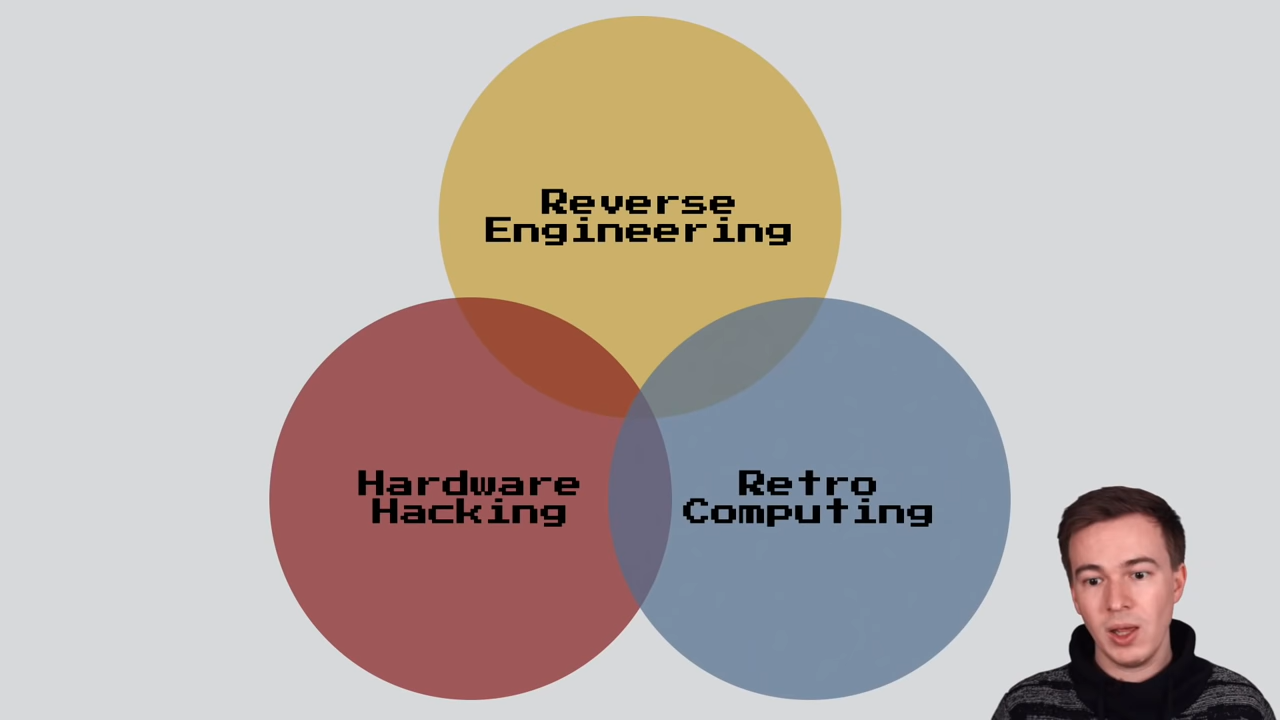 Reverse
Engineering
Hardware
Hacking
Retro
Computing